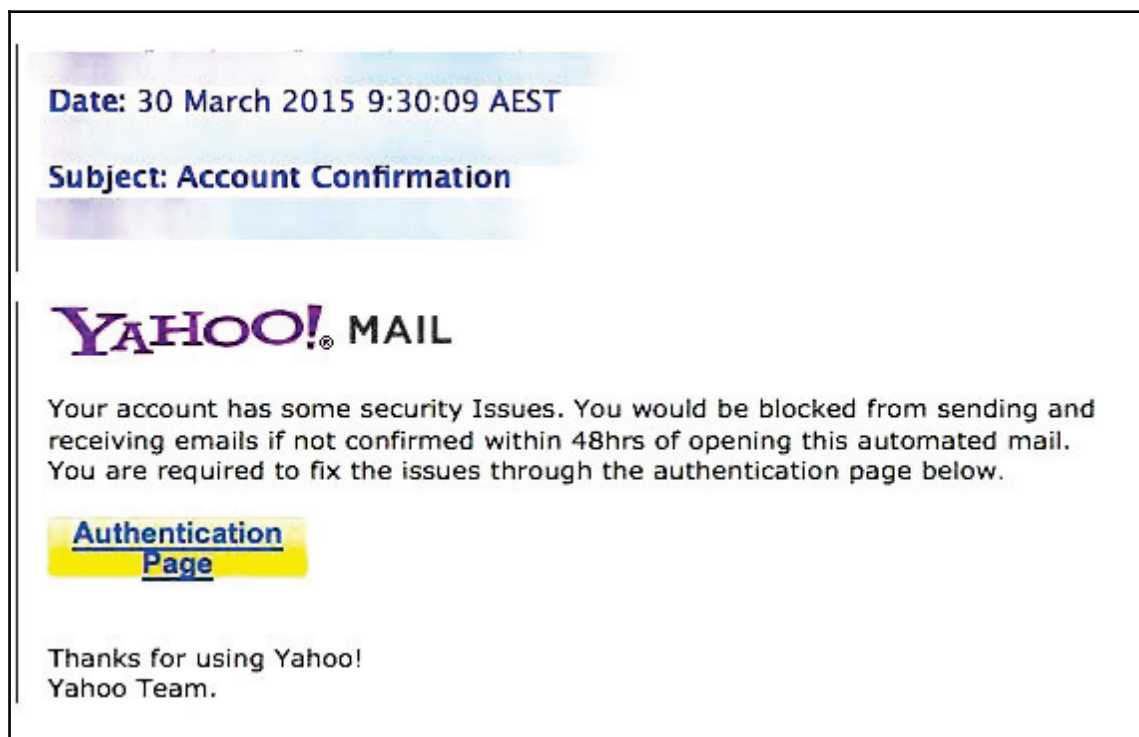 Date: 30 March 2015 9:30:09 AEST
Subject: Account Confirmation
YAHOO!® MAIL
Your account has some security Issues. You would be blocked from sending and
receiving emails if not confirmed within 48hrs of opening this automated mail.
You are required to fix the issues through the authentication page below.
Authentication
Page
Thanks for using Yahoo!
Yahoo Team.